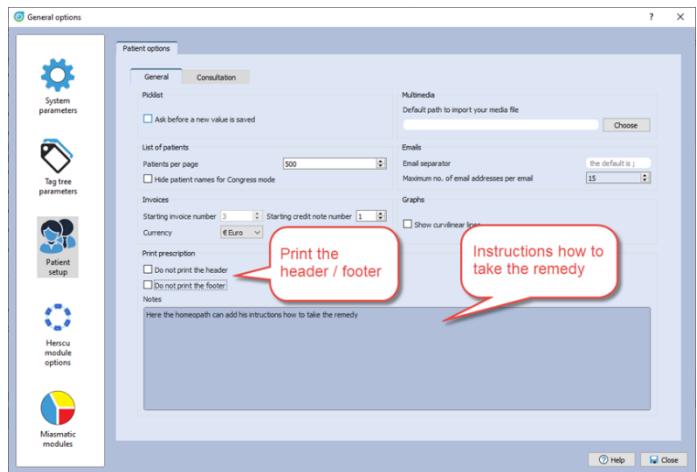 General options
?
Patient options
System
parameters
Tag tree
parameters
Patient
setup
Herscu
module
options
Miasmatic
modules
General
Consultation
Picklist
Ask before a new value is saved
Multimedia
Default path to import your media file
Choose
List of patients
Patients per page
500
Hide patient names for Congress mode
Emails
Email separator
the default is ;
Maximum no. of email addresses per email
15
Invoices
Starting invoice number 3 Starting credit note number 1
Currency € Euro
Graphs
Show curvilinear lines
Print prescription
Do not print the header
Do not print the footer
Print the
header / footer
Instructions how to
take the remedy
Notes
Here the homeopath can add his intructions how to take the remedy
Help
Close